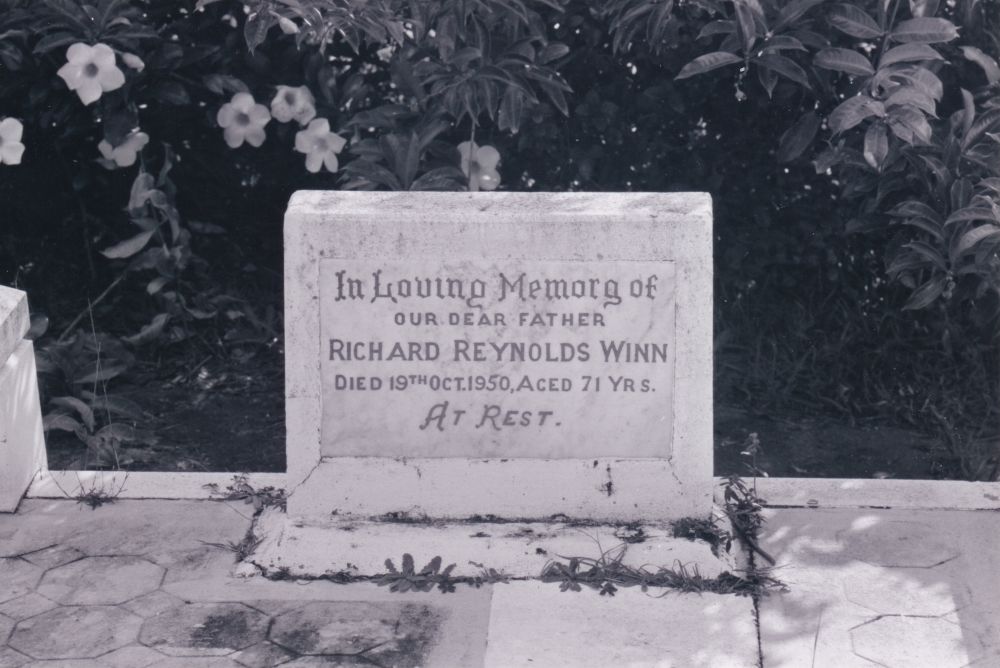 In Loving Memory of
OUR DEAR FATHER
RICHARD REYNOLDS WINN
DIED 19TH OCT. 1950, AGED 71 YRS.
AT REST.